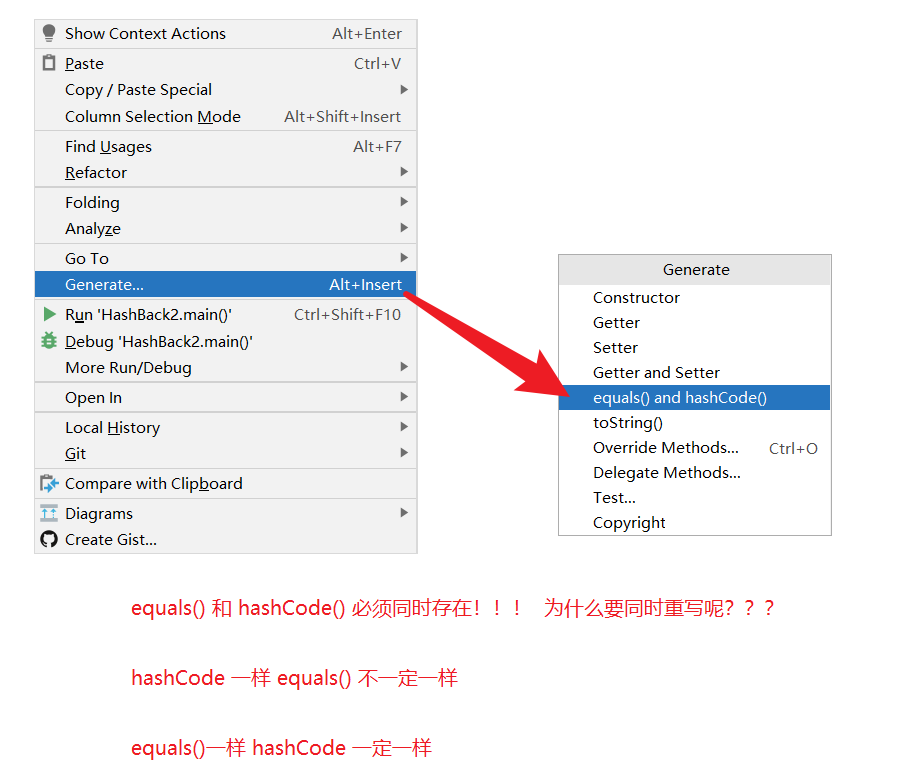 Show Context Actions Alt+Enter
Paste Ctrl+V
Copy / Paste Special
Column Selection Mode Alt+Shift+Insert
Find Usages Alt+F7
Refactor
Folding
Analyze
Go To
Generate... Alt+Insert
Run 'HashBack2.main()' Ctrl+Shift+F10
Debug 'HashBack2.main()'
More Run/Debug
Open In
Local History
Git
Compare with Clipboard
Diagrams
Create Gist...
Generate
Constructor
Getter
Setter
Getter and Setter
equals() and hashCode()
toString()
Override Methods... Ctrl+O
Delegate Methods...
Test...
Copyright
equals() 和 hashCode() 必须同时存在！！！ 为什么要同时重写呢？？？
hashCode 一样 equals() 不一定一样
equals()一样 hashCode 一定一样